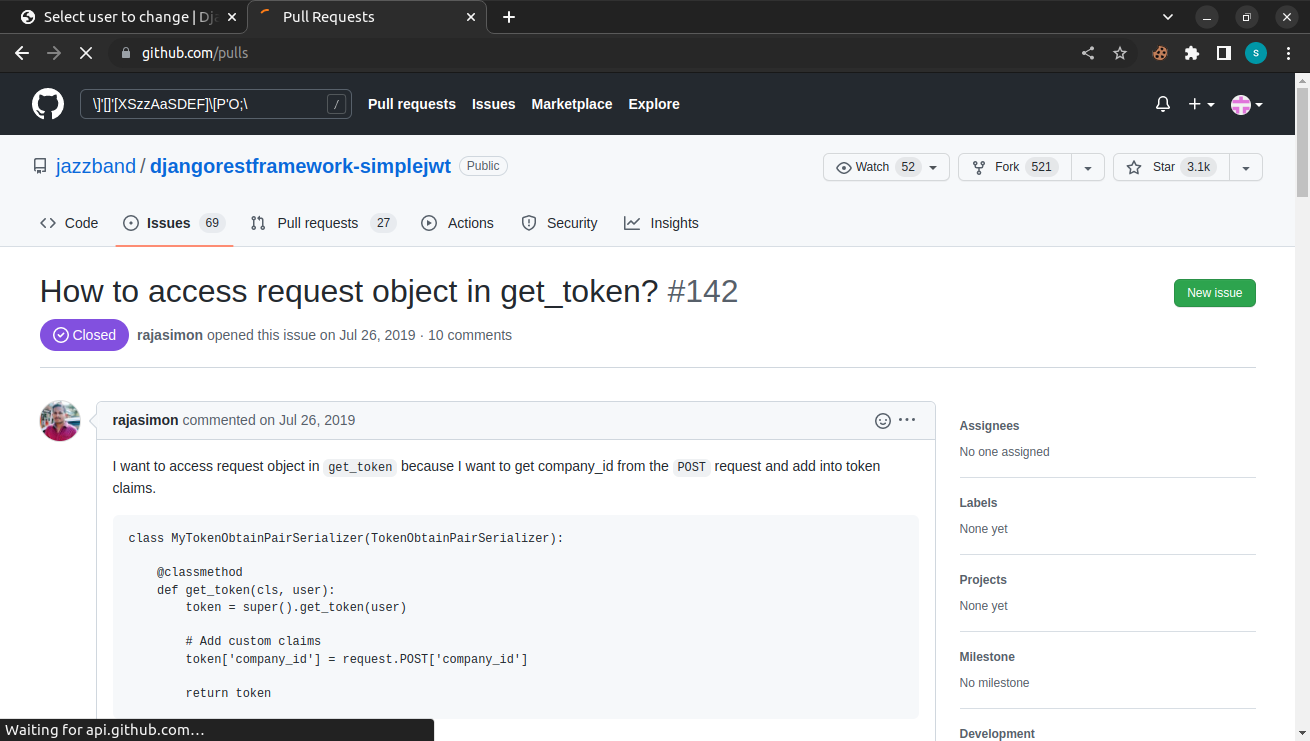 Select user to change | Dja
Pull Requests
github.com/pulls
S
\]'[]'[XSzzAaSDEF]\[P'O;\
/
Pull requests Issues Marketplace Explore
jazzband / djangorestframework-simplejwt Public
Watch 52 Fork 521 Star 3.1k
Code Issues 69 Pull requests 27 Actions Security Insights
How to access request object in get_token? #142
New issue
Closed rajasimon opened this issue on Jul 26, 2019 · 10 comments
rajasimon commented on Jul 26, 2019
I want to access request object in get_token because I want to get company_id from the POST request and add into token
claims.
class MyTokenObtainPairSerializer(TokenObtainPairSerializer):
@classmethod
def get_token(cls, user):
token = super().get_token(user)
# Add custom claims
token['company_id'] = request.POST['company_id']
return token
Assignees
No one assigned
Labels
None yet
Projects
None yet
Milestone
No milestone
Development
Waiting for api.github.com…